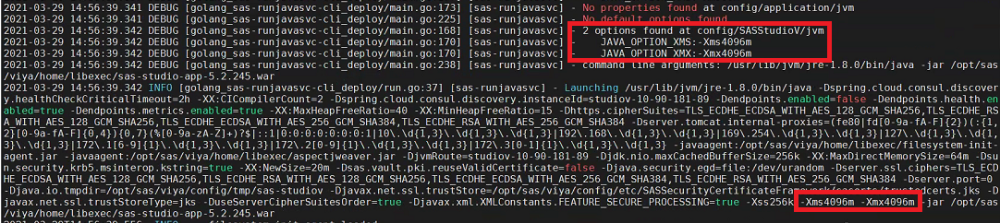 2021-03-29 14:56:39.341 DEBUG [golang_sas-runjavasvc-cli_deploy/main.go:173] [sas-runjavasvc] - No properties found at config/application/jvm
2021-03-29 14:56:39.341 DEBUG [golang_sas-runjavasvc-cli_deploy/main.go:225] [sas-runjavasvc] - No default options found
2021-03-29 14:56:39.342 DEBUG [golang_sas-runjavasvc-cli_deploy/main.go:168] [sas-runjavasvc] - 2 options found at config/SASStudioV/jvm
2021-03-29 14:56:39.342 DEBUG [golang_sas-runjavasvc-cli_deploy/main.go:170] [sas-runjavasvc] - JAVA_OPTION_XMS:-Xms4096m
2021-03-29 14:56:39.342 DEBUG [golang_sas-runjavasvc-cli_deploy/main.go:170] [sas-runjavasvc] - JAVA_OPTION_XMX:-Xmx4096m
2021-03-29 14:56:39.342 DEBUG [golang_sas-runjavasvc-cli_deploy/main.go:238] [sas-runjavasvc] - command line arguments: /usr/lib/jvm/jre-1.8.0/bin/java -jar /opt/sas
/viya/home/libexec/sas-studio-app-5.2.245.war
2021-03-29 14:56:39.342 INFO [golang_sas-runjavasvc-cli_deploy/run.go:37] [sas-runjavasvc] - Launching /usr/lib/jvm/jre-1.8.0/bin/java -Dspring.cloud.consul.discover
y.healthCheckCriticalTimeout=2h -XX:CICompilerCount=2 -Dspring.cloud.consul.discovery.instanceId=studiov-10-90-181-89 -Dendpoints.enabled=false -Dendpoints.health.en
abled=true -Dendpoints.metrics.enabled=true -XX:MaxHeapFreeRatio=40 -XX:MinHeapFreeRatio=15 -Dhttps.cipherSuites=TLS_ECDHE_ECDSA_WITH_AES_256_GCM_SHA384,TLS_ECDHE_RS
A_WITH_AES_128_GCM_SHA256,TLS_ECDHE_ECDSA_WITH_AES_128_GCM_SHA256,TLS_ECDHE_RSA_WITH_AES_256_GCM_SHA384 -Dserver.tomcat.internal-proxies=(fe80|fd[0-9a-fA-F]{2})(:{1,
2}[0-9a-fA-F]{0,4}){0,7}(%[0-9a-zA-Z]+)?$|::1|0:0:0:0:0:0:0:1|10\.\d{1,3}\.\d{1,3}\.\d{1,3}|192\.168\.\d{1,3}\.\d{1,3}|169\.254\.\d{1,3}\.\d{1,3}|127\.\d{1,3}\.\d{1,
3}\.\d{1,3}|172\.1[6-9]{1}\.\d{1,3}\.\d{1,3}|172\.2[0-9]{1}\.\d{1,3}\.\d{1,3}|172\.3[0-1]{1}\.\d{1,3}\.\d{1,3} -javaagent:/opt/sas/viya/home/libexec/filesystem-init-
agent.jar -javaagent:/opt/sas/viya/home/libexec/aspectjweaver.jar -DjvmRoute=studiov-10-90-181-89 -Djdk.nio.maxCachedBufferSize=256k -XX:MaxDirectMemorySize=64m -Dsu
n.security.krb5.msinterop.kstring=true -XX:NewSize=20m -Dsas.vault.pki.reuseValidCertificate=false -Djava.security.egd=file:/dev/urandom -Dserver.ssl.ciphers=TLS_ECD
HE_ECDSA_WITH_AES_256_GCM_SHA384,TLS_ECDHE_RSA_WITH_AES_128_GCM_SHA256,TLS_ECDHE_ECDSA_WITH_AES_128_GCM_SHA256,TLS_ECDHE_RSA_WITH_AES_256_GCM_SHA384 -Dserver.port=0
-Djava.io.tmpdir=/opt/sas/viya/config/tmp/sas-studiov -Djavax.net.ssl.trustStore=/opt/sas/viya/config/etc/SASSecurityCertificateFramework/cacerts/trustedcerts.jks -D
javax.net.ssl.trustStoreType=jks -DuseServerCipherSuitesOrder=true -Djavax.xml.XMLConstants.FEATURE_SECURE_PROCESSING=true -Xss256k -Xms4096m -Xmx4096m -jar /opt/sas
/viya/home/libexec/sas-studio-app-5.2.245.war